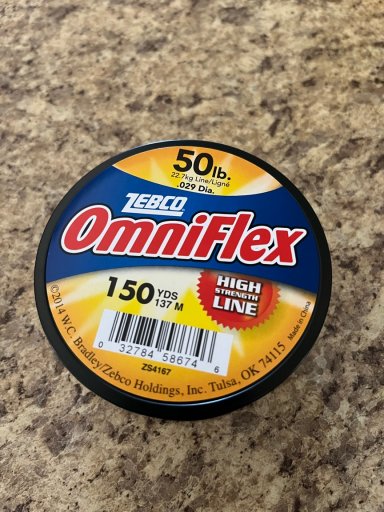 50lb.
22.7kg Line/Ligné
.029 Dia.
ZEBCO
OmniFlex
150 YDS
137 M
HIGH
STRENGTH
LINE
0 32784 58674 6
ZS4167
©2014 W.C. Bradley/Zebco Holdings, Inc. Tulsa, OK 74115
Made in China